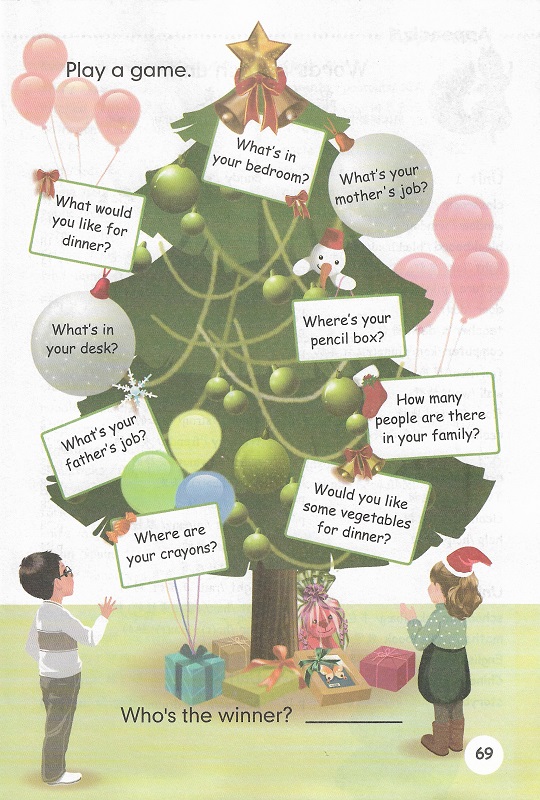 Play a game.
What's in
your bedroom?
What's your
mother's job?
What would
you like for
dinner?
What's in
your desk?
Where's your
pencil box?
How many
people are there
in your family?
What's your
father's job?
Would you like
some vegetables
for dinner?
Where are
your crayons?
Who's the winner? __________
69